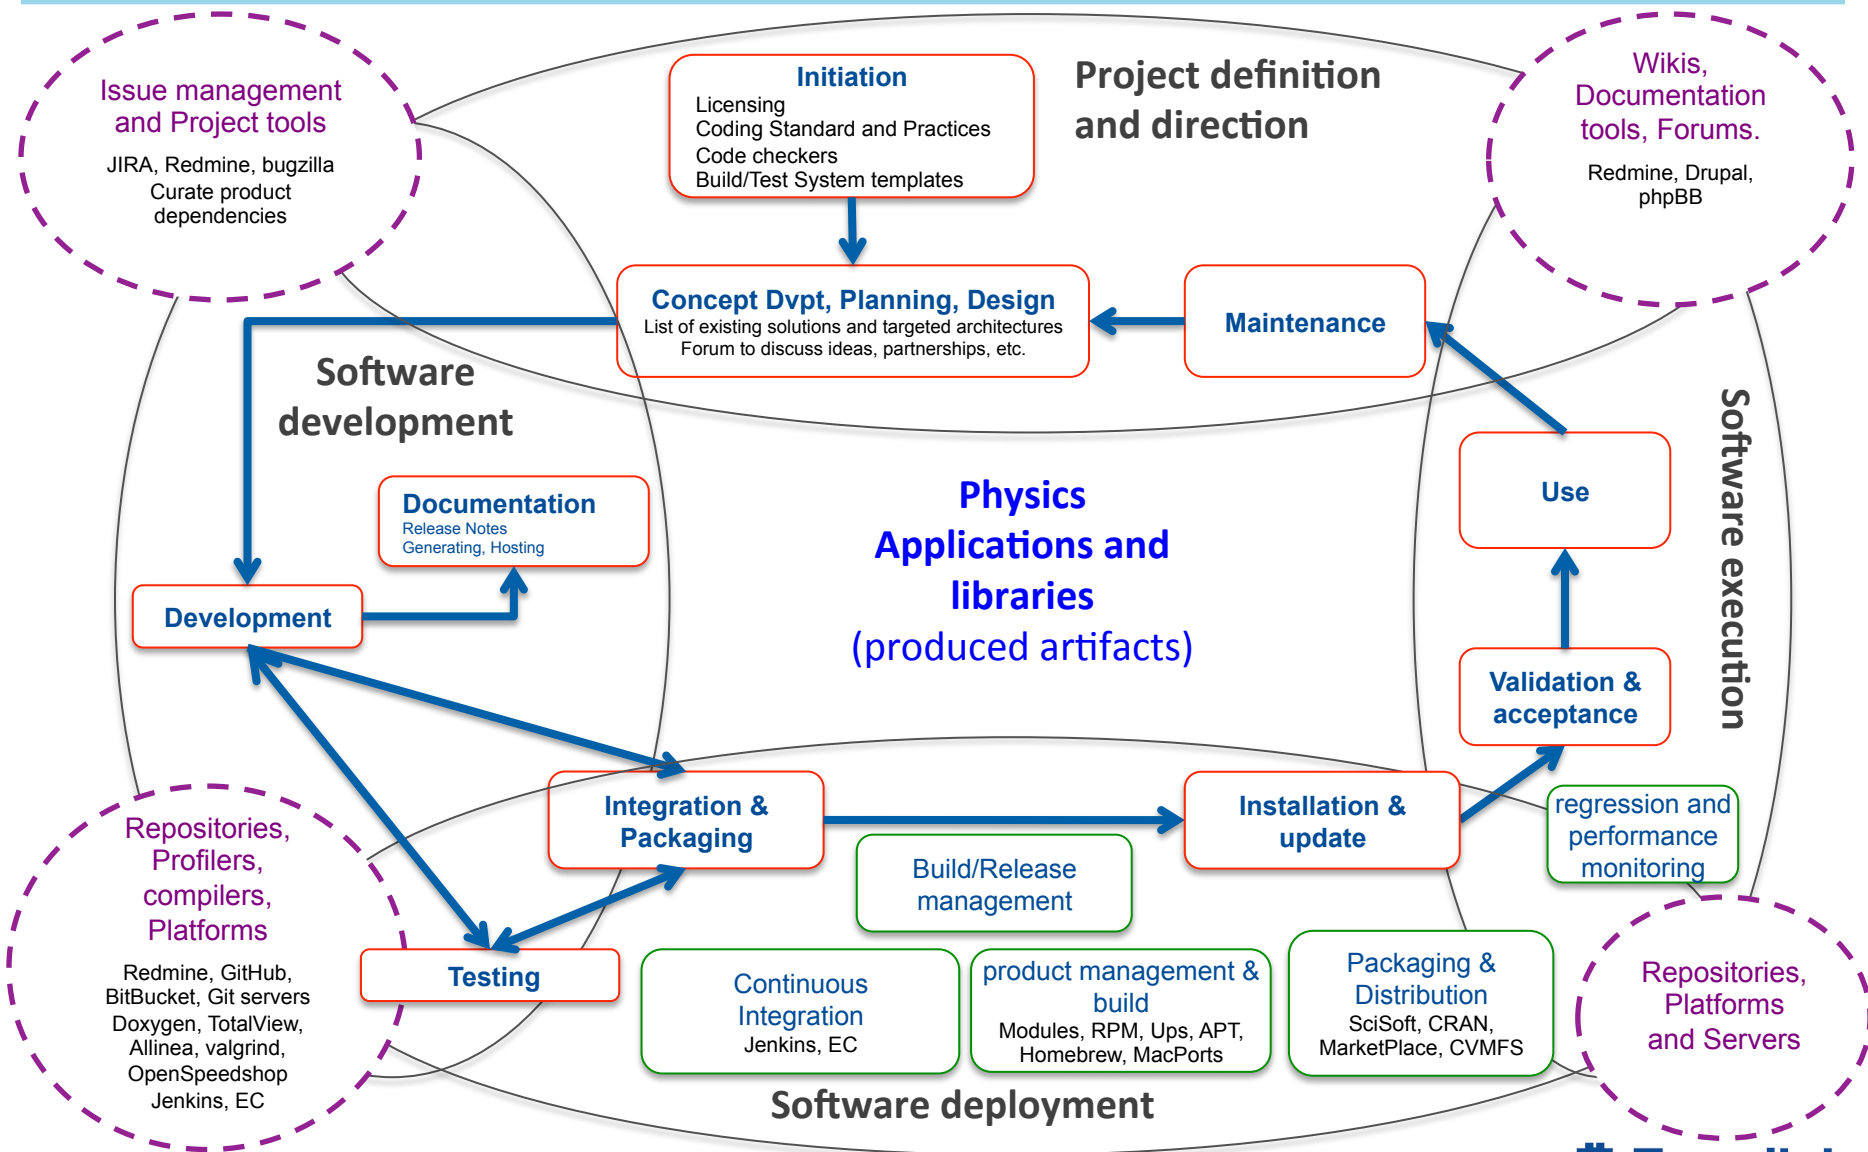 Issue management
and Project tools
JIRA, Redmine, bugzilla
Curate product
dependencies
Initiation
Licensing
Coding Standard and Practices
Code checkers
Build/Test System templates
Project definition
and direction
Wikis,
Documentation
tools, Forums.
Redmine, Drupal,
phpBB
Concept Dvpt, Planning, Design
List of existing solutions and targeted architectures
Forum to discuss ideas, partnerships, etc.
Maintenance
Software
development
Documentation
Release Notes
Generating, Hosting
Development
Physics
Applications and
libraries
(produced artifacts)
Use
Software execution
Validation &
acceptance
Integration &
Packaging
Installation &
update
regression and
performance
monitoring
Build/Release
management
Repositories,
Profilers,
compilers,
Platforms
Redmine, GitHub,
BitBucket, Git servers
Doxygen, TotalView,
Allinea, valgrind,
OpenSpeedshop
Jenkins, EC
Testing
Continuous
Integration
Jenkins, EC
product management &
build
Modules, RPM, Ups, APT,
Homebrew, MacPorts
Packaging &
Distribution
SciSoft, CRAN,
MarketPlace, CVMFS
Repositories,
Platforms
and Servers
Software deployment